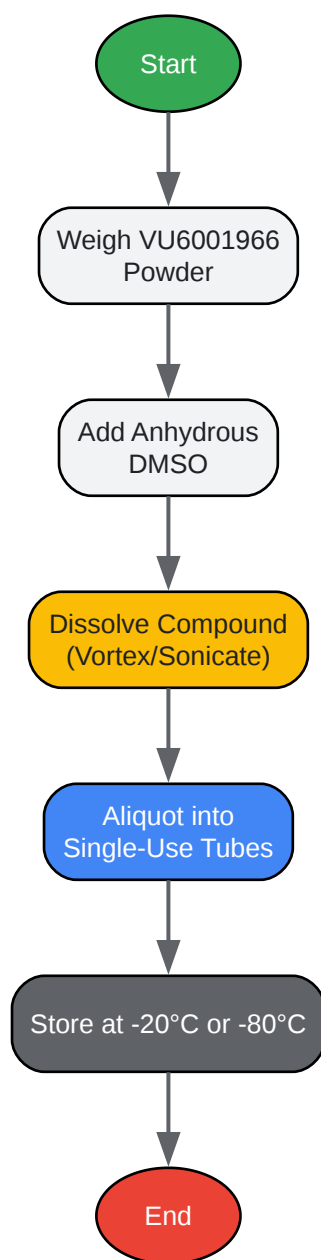 Start
Weigh VU6001966
Powder
Add Anhydrous
DMSO
Dissolve Compound
(Vortex/Sonicate)
Aliquot into
Single-Use Tubes
Store at -20°C or -80°C
End